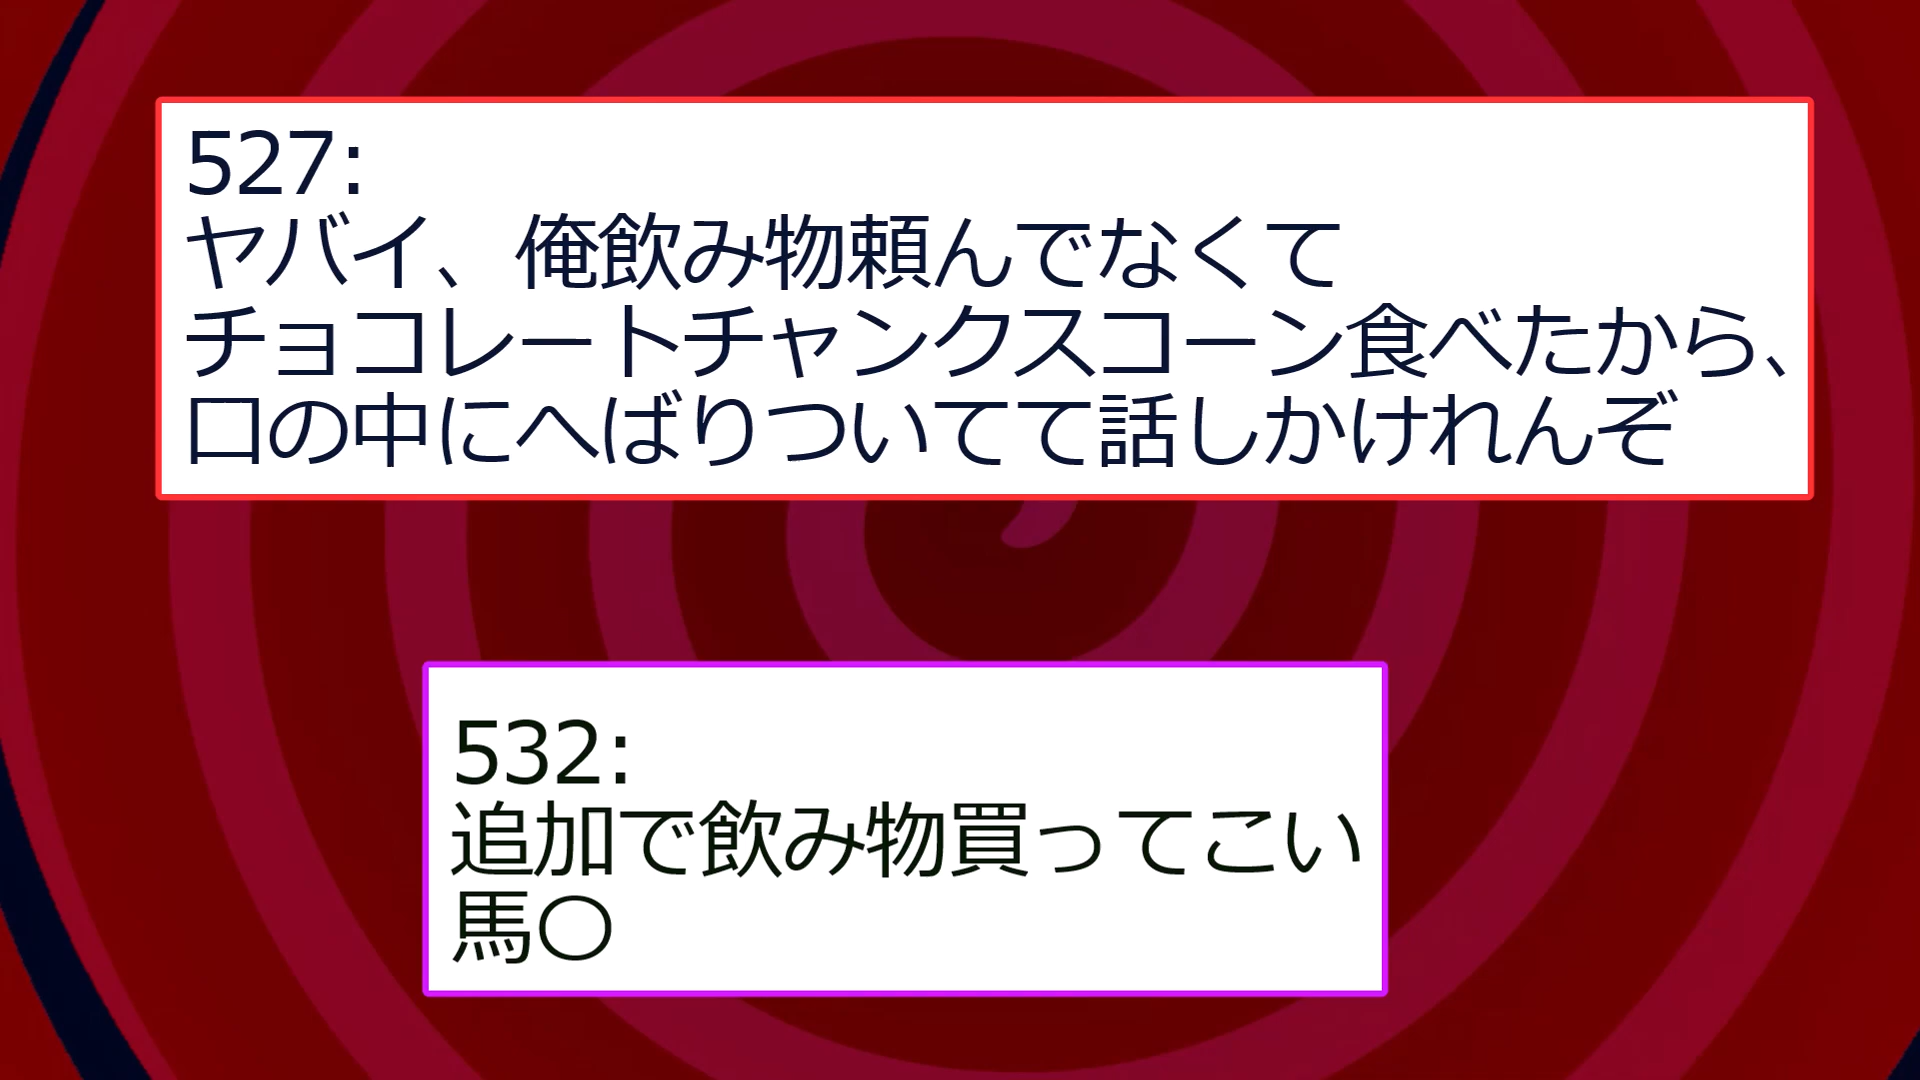 527:
ヤバイ、俺飲み物頼んでなくて
チョコレートチャンクスコーン食べたから、
口の中にへばりついてて話しかけれんぞ
532:
追加で飲み物買ってこい
馬〇